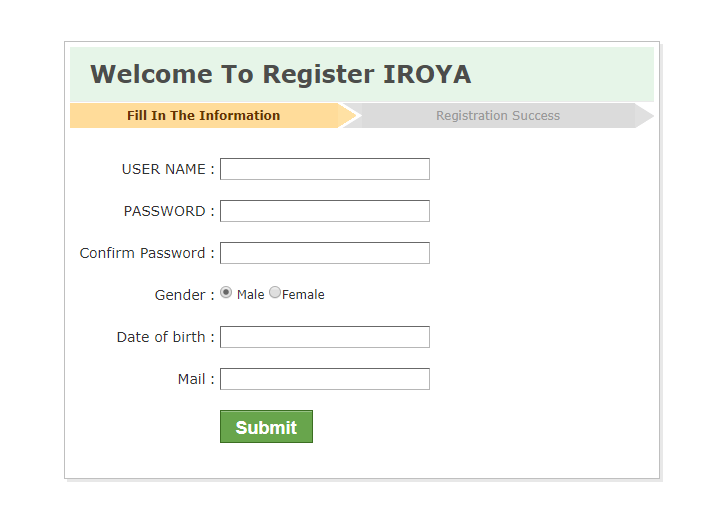 Welcome To Register IROYA
Fill In The Information Registration Success
USER NAME :
PASSWORD :
Confirm Password :
Gender : Male Female
Date of birth :
Mail :
Submit